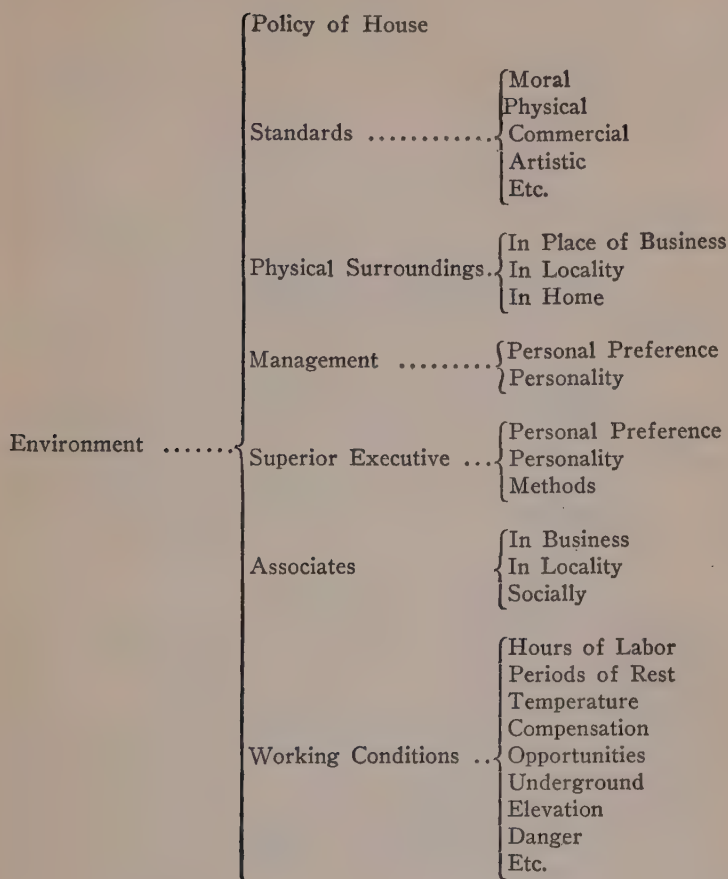 Policy of House
Moral
Physical
Standards ............ Commercial
Artistic
Etc.
In Place of Business
Physical Surroundings. In Locality
In Home
Management ......... Personal Preference
Personality
Personal Preference
Environment ....... Superior Executive ... Personality
Methods
In Business
Associates In Locality
Socially
Hours of Labor
Periods of Rest
Temperature
Compensation
Working Conditions .. Opportunities
Underground
Elevation
Danger
Etc.